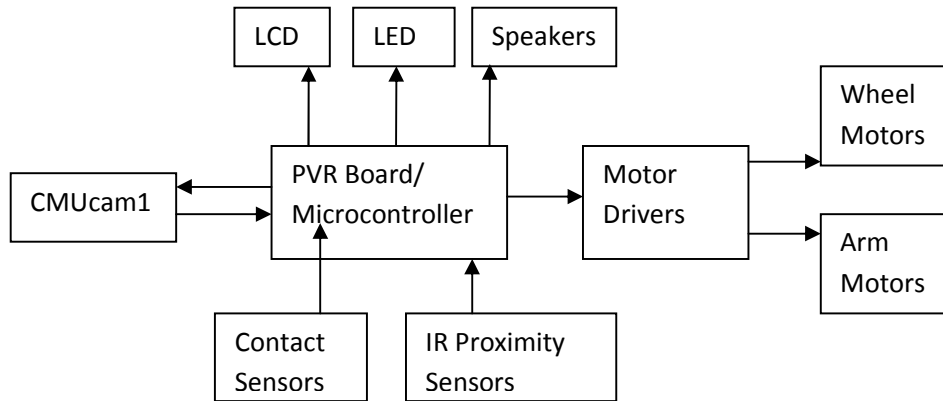 LCD
LED
Speakers
Wheel
Motors
PVR Board/
Microcontroller
Motor
Drivers
CMUcam1
Arm
Motors
Contact
Sensors
IR Proximity
Sensors